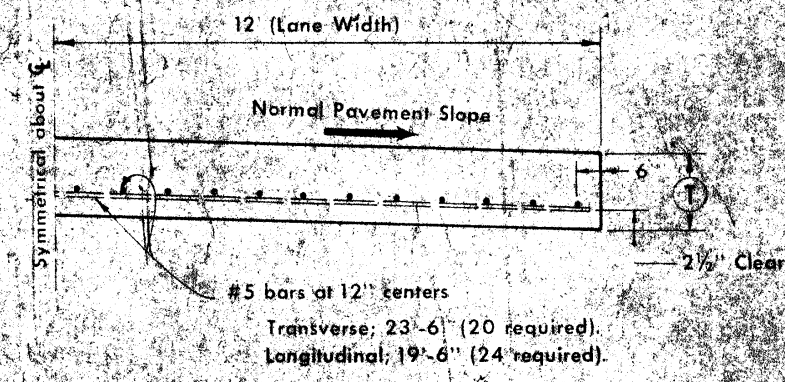 12' (Lane Width)
Symmetrical about ℄
Normal Pavement Slope
6"
T
2½" Clear
#5 bars at 12" centers
Transverse; 23'-6" (20 required).
Longitudinal; 19'-6" (24 required).